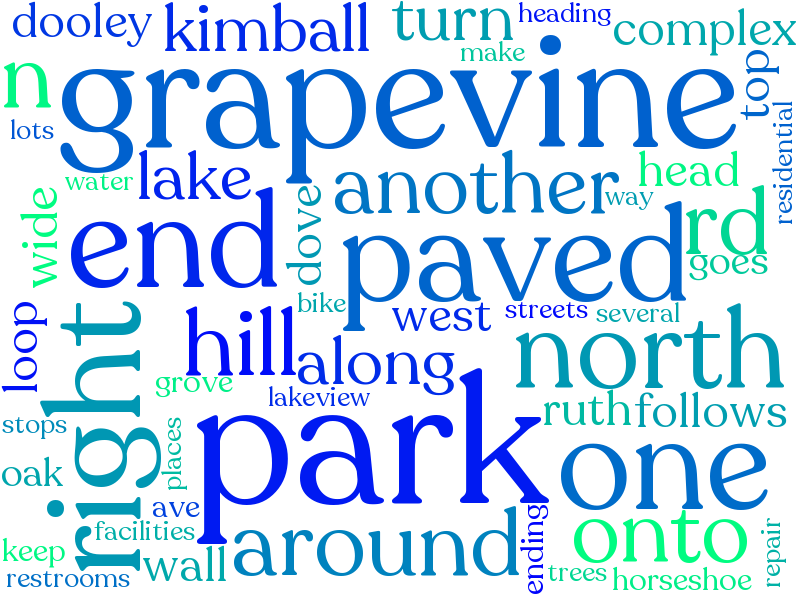 dooley
kimball
turn
heading
complex
make
n
grapevine
top
lots
residential
water
lake
another
head
way
wide
end
dove
paved
rd
goes
bike
loop
right
hill
west
streets
several
along
north
grove
lakeview
stops
places
park
ruth
follows
oak
one
ave
facilities
around
ending
onto
repair
keep
wall
restrooms
trees
horseshoe